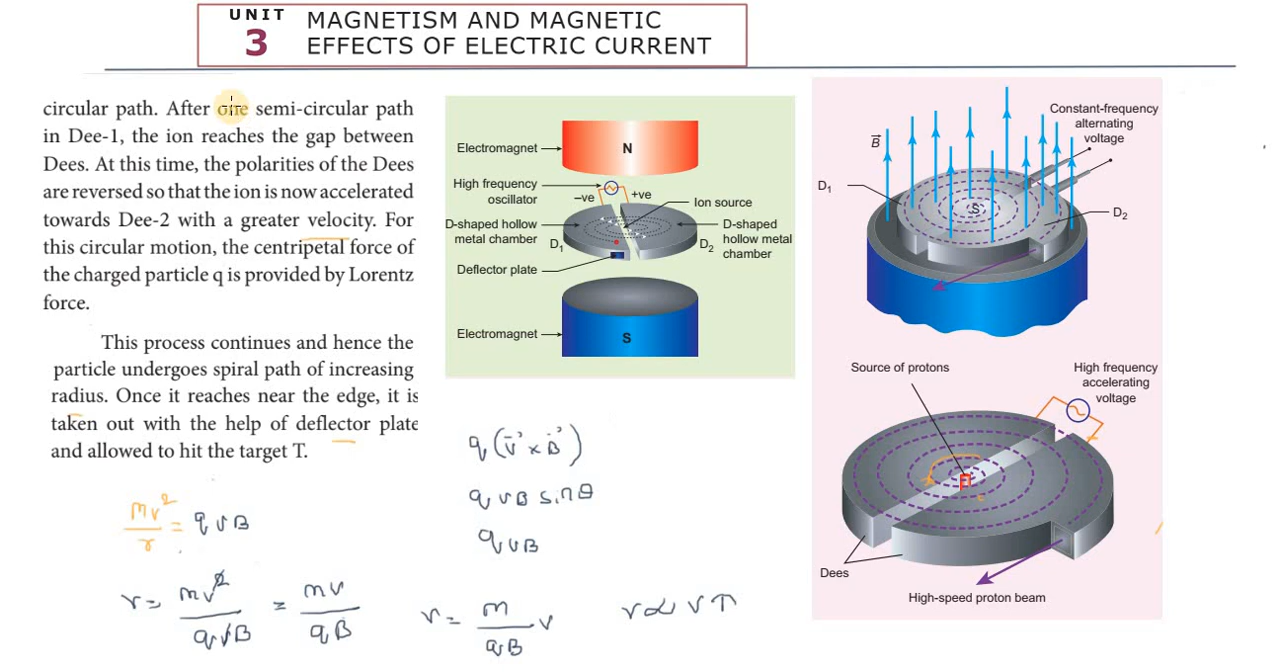 UNIT
3
MAGNETISM AND MAGNETIC
EFFECTS OF ELECTRIC CURRENT
circular path. After one semi-circular path
in Dee-1, the ion reaches the gap between
Dees. At this time, the polarities of the Dees
are reversed so that the ion is now accelerated
towards Dee-2 with a greater velocity. For
this circular motion, the centripetal force of
the charged particle q is provided by Lorentz
force.
This process continues and hence the
particle undergoes spiral path of increasing
radius. Once it reaches near the edge, it is
taken out with the help of deflector plate
and allowed to hit the target T.
mv²/r = qvB
r = mv²/qvB = mv/qB
Electromagnet
N
High frequency
oscillator
−ve
+ve
Ion source
D-shaped hollow
metal chamber
D₁
D₂
D-shaped
hollow metal
chamber
Deflector plate
Electromagnet
S
q(v⃗ × B⃗)
qvB sinθ
qvB
r = m/qB v
r ∝ v ↑
Constant-frequency
alternating
voltage
B⃗
D₁
S
D₂
Source of protons
High frequency
accelerating
voltage
Dees
High-speed proton beam